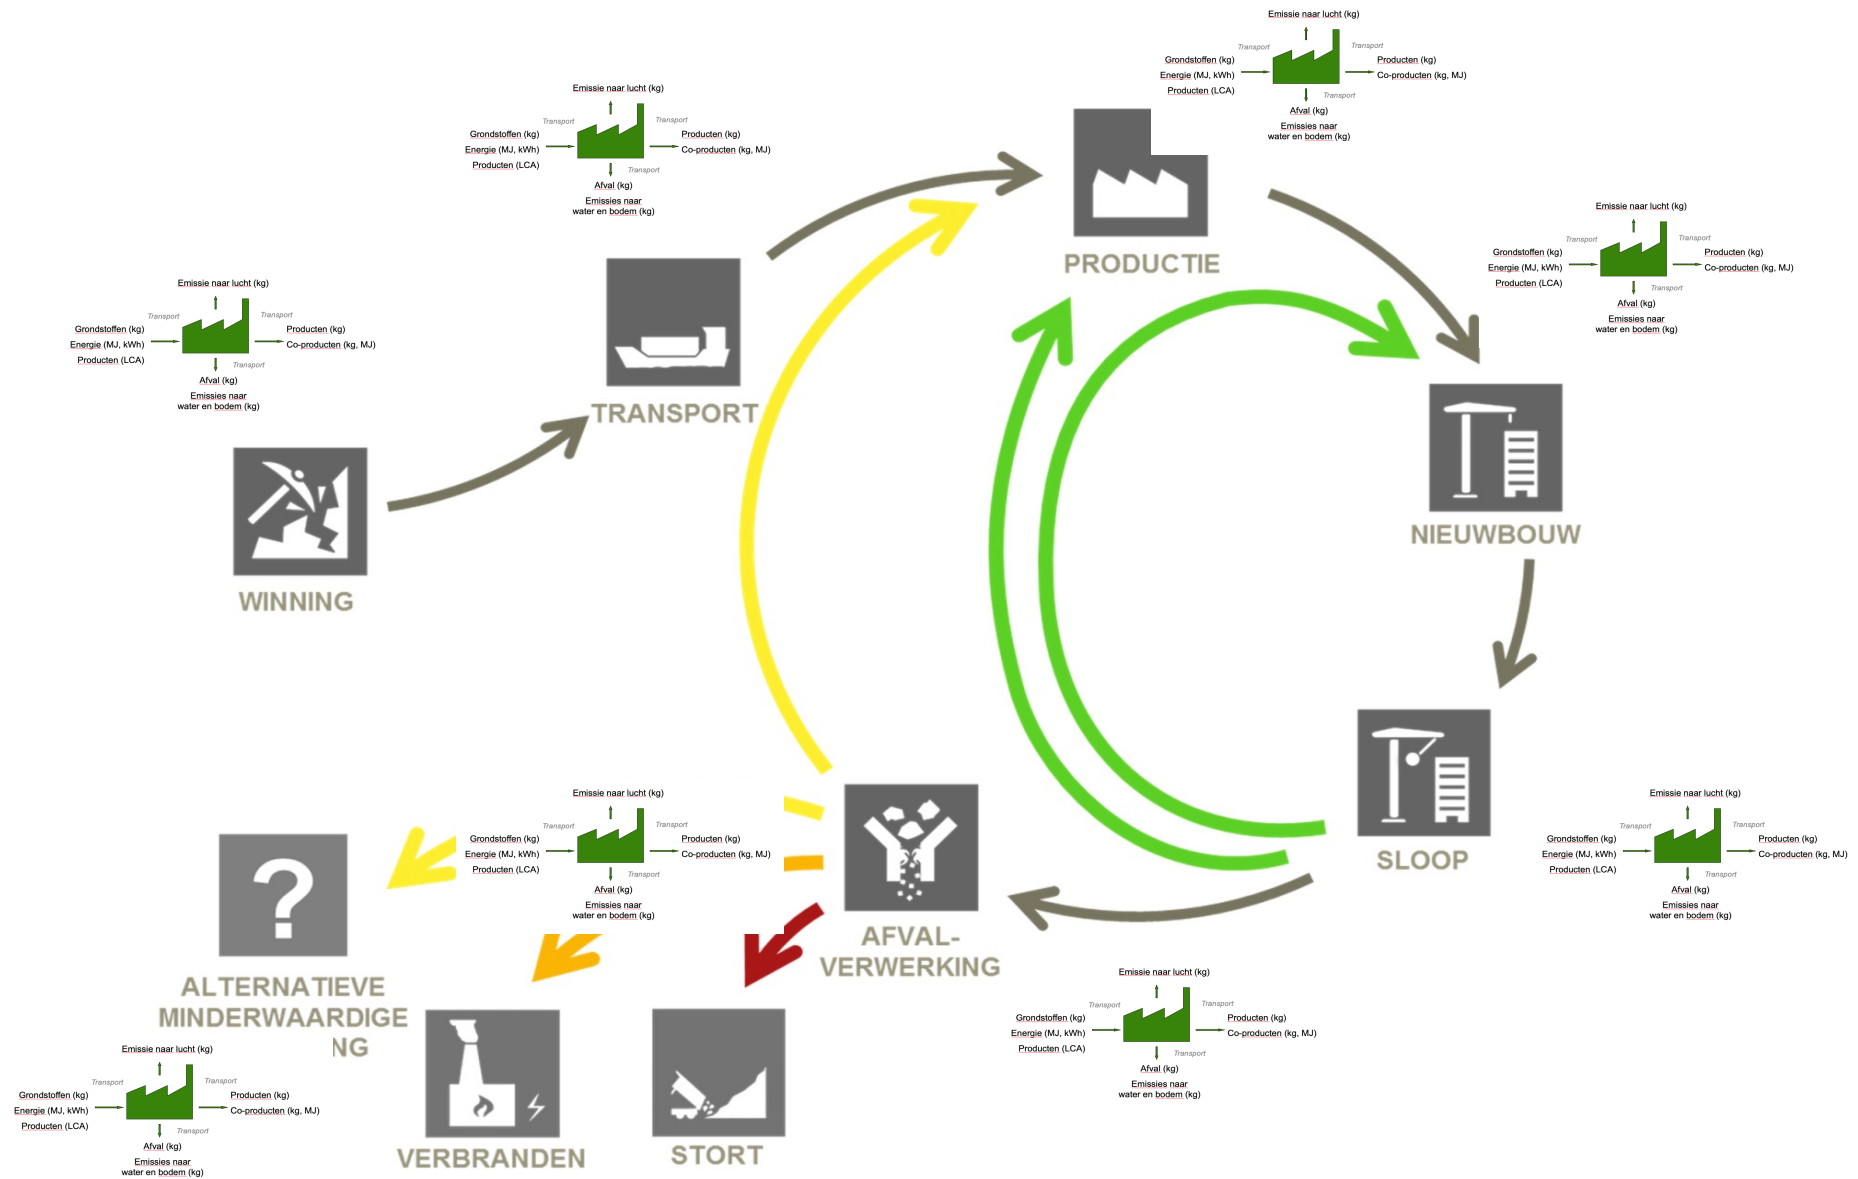 Emissie naar lucht (kg)
Transport
Transport
Grondstoffen (kg)
Producten (kg)
Energie (MJ, kWh)
Co-producten (kg, MJ)
Producten (LCA)
Transport
Afval (kg)
Emissies naar
water en bodem (kg)
PRODUCTIE
Emissie naar lucht (kg)
Transport
Transport
Grondstoffen (kg)
Producten (kg)
Energie (MJ, kWh)
Co-producten (kg, MJ)
Producten (LCA)
Transport
Afval (kg)
Emissies naar
water en bodem (kg)
TRANSPORT
Emissie naar lucht (kg)
Transport
Transport
Grondstoffen (kg)
Producten (kg)
Energie (MJ, kWh)
Co-producten (kg, MJ)
Producten (LCA)
Transport
Afval (kg)
Emissies naar
water en bodem (kg)
NIEUWBOUW
Emissie naar lucht (kg)
Transport
Transport
Grondstoffen (kg)
Producten (kg)
Energie (MJ, kWh)
Co-producten (kg, MJ)
Producten (LCA)
Transport
Afval (kg)
Emissies naar
water en bodem (kg)
WINNING
Emissie naar lucht (kg)
Transport
Transport
Grondstoffen (kg)
Producten (kg)
Energie (MJ, kWh)
Co-producten (kg, MJ)
Producten (LCA)
Transport
Afval (kg)
Emissies naar
water en bodem (kg)
SLOOP
Emissie naar lucht (kg)
Transport
Transport
Grondstoffen (kg)
Producten (kg)
Energie (MJ, kWh)
Co-producten (kg, MJ)
Producten (LCA)
Transport
Afval (kg)
Emissies naar
water en bodem (kg)
AFVAL-
VERWERKING
Emissie naar lucht (kg)
Transport
Transport
Grondstoffen (kg)
Producten (kg)
Energie (MJ, kWh)
Co-producten (kg, MJ)
Producten (LCA)
Transport
Afval (kg)
Emissies naar
water en bodem (kg)
?
ALTERNATIEVE
MINDERWAARDIGE
NG
Emissie naar lucht (kg)
Transport
Transport
Grondstoffen (kg)
Producten (kg)
Energie (MJ, kWh)
Co-producten (kg, MJ)
Producten (LCA)
Transport
Afval (kg)
Emissies naar
water en bodem (kg)
VERBRANDEN
STORT